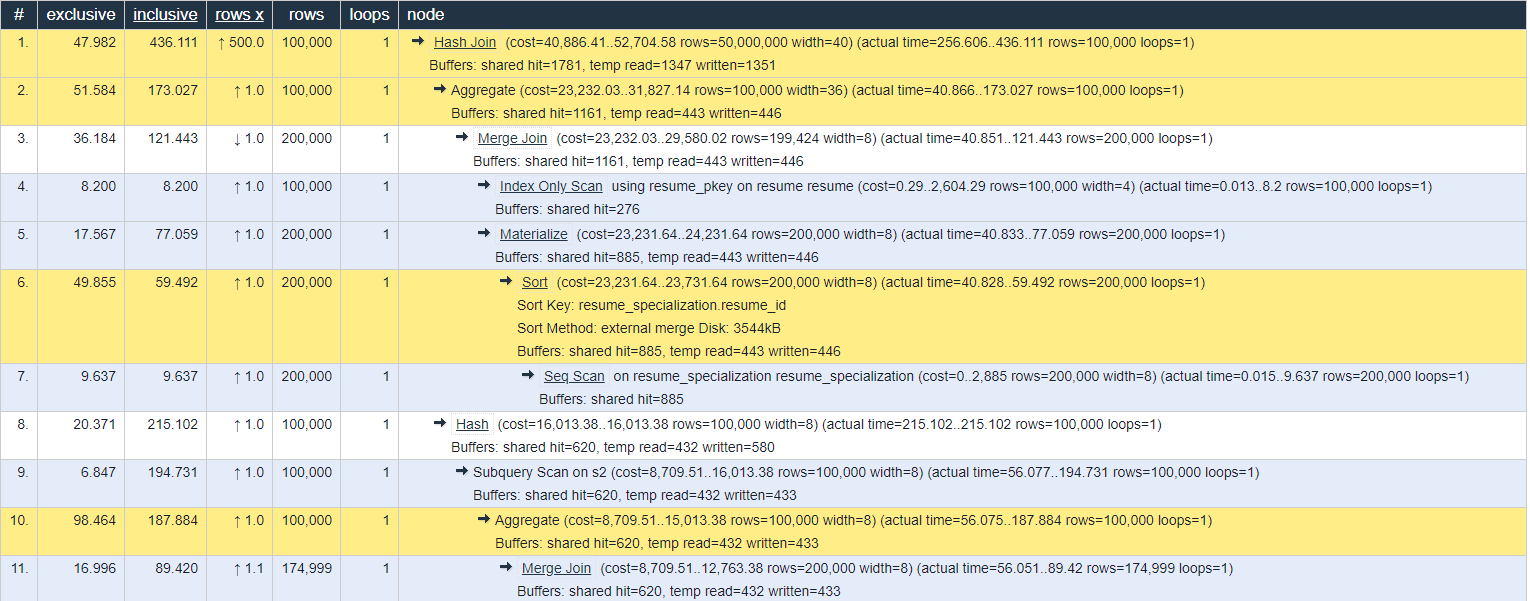 # exclusive inclusive rows x rows loops node
1. 47.982 436.111 ↑ 500.0 100,000 1 → Hash Join (cost=40,886.41..52,704.58 rows=50,000,000 width=40) (actual time=256.606..436.111 rows=100,000 loops=1)
Buffers: shared hit=1781, temp read=1347 written=1351
2. 51.584 173.027 ↑ 1.0 100,000 1 → Aggregate (cost=23,232.03..31,827.14 rows=100,000 width=36) (actual time=40.866..173.027 rows=100,000 loops=1)
Buffers: shared hit=1161, temp read=443 written=446
3. 36.184 121.443 ↓ 1.0 200,000 1 → Merge Join (cost=23,232.03..29,580.02 rows=199,424 width=8) (actual time=40.851..121.443 rows=200,000 loops=1)
Buffers: shared hit=1161, temp read=443 written=446
4. 8.200 8.200 ↑ 1.0 100,000 1 → Index Only Scan using resume_pkey on resume resume (cost=0.29..2,604.29 rows=100,000 width=4) (actual time=0.013..8.2 rows=100,000 loops=1)
Buffers: shared hit=276
5. 17.567 77.059 ↑ 1.0 200,000 1 → Materialize (cost=23,231.64..24,231.64 rows=200,000 width=8) (actual time=40.833..77.059 rows=200,000 loops=1)
Buffers: shared hit=885, temp read=443 written=446
6. 49.855 59.492 ↑ 1.0 200,000 1 → Sort (cost=23,231.64..23,731.64 rows=200,000 width=8) (actual time=40.828..59.492 rows=200,000 loops=1)
Sort Key: resume_specialization.resume_id
Sort Method: external merge Disk: 3544kB
Buffers: shared hit=885, temp read=443 written=446
7. 9.637 9.637 ↑ 1.0 200,000 1 → Seq Scan on resume_specialization resume_specialization (cost=0..2,885 rows=200,000 width=8) (actual time=0.015..9.637 rows=200,000 loops=1)
Buffers: shared hit=885
8. 20.371 215.102 ↑ 1.0 100,000 1 → Hash (cost=16,013.38..16,013.38 rows=100,000 width=8) (actual time=215.102..215.102 rows=100,000 loops=1)
Buffers: shared hit=620, temp read=432 written=580
9. 6.847 194.731 ↑ 1.0 100,000 1 → Subquery Scan on s2 (cost=8,709.51..16,013.38 rows=100,000 width=8) (actual time=56.077..194.731 rows=100,000 loops=1)
Buffers: shared hit=620, temp read=432 written=433
10. 98.464 187.884 ↑ 1.0 100,000 1 → Aggregate (cost=8,709.51..15,013.38 rows=100,000 width=8) (actual time=56.075..187.884 rows=100,000 loops=1)
Buffers: shared hit=620, temp read=432 written=433
11. 16.996 89.420 ↑ 1.1 174,999 1 → Merge Join (cost=8,709.51..12,763.38 rows=200,000 width=8) (actual time=56.051..89.42 rows=174,999 loops=1)
Buffers: shared hit=620, temp read=432 written=433